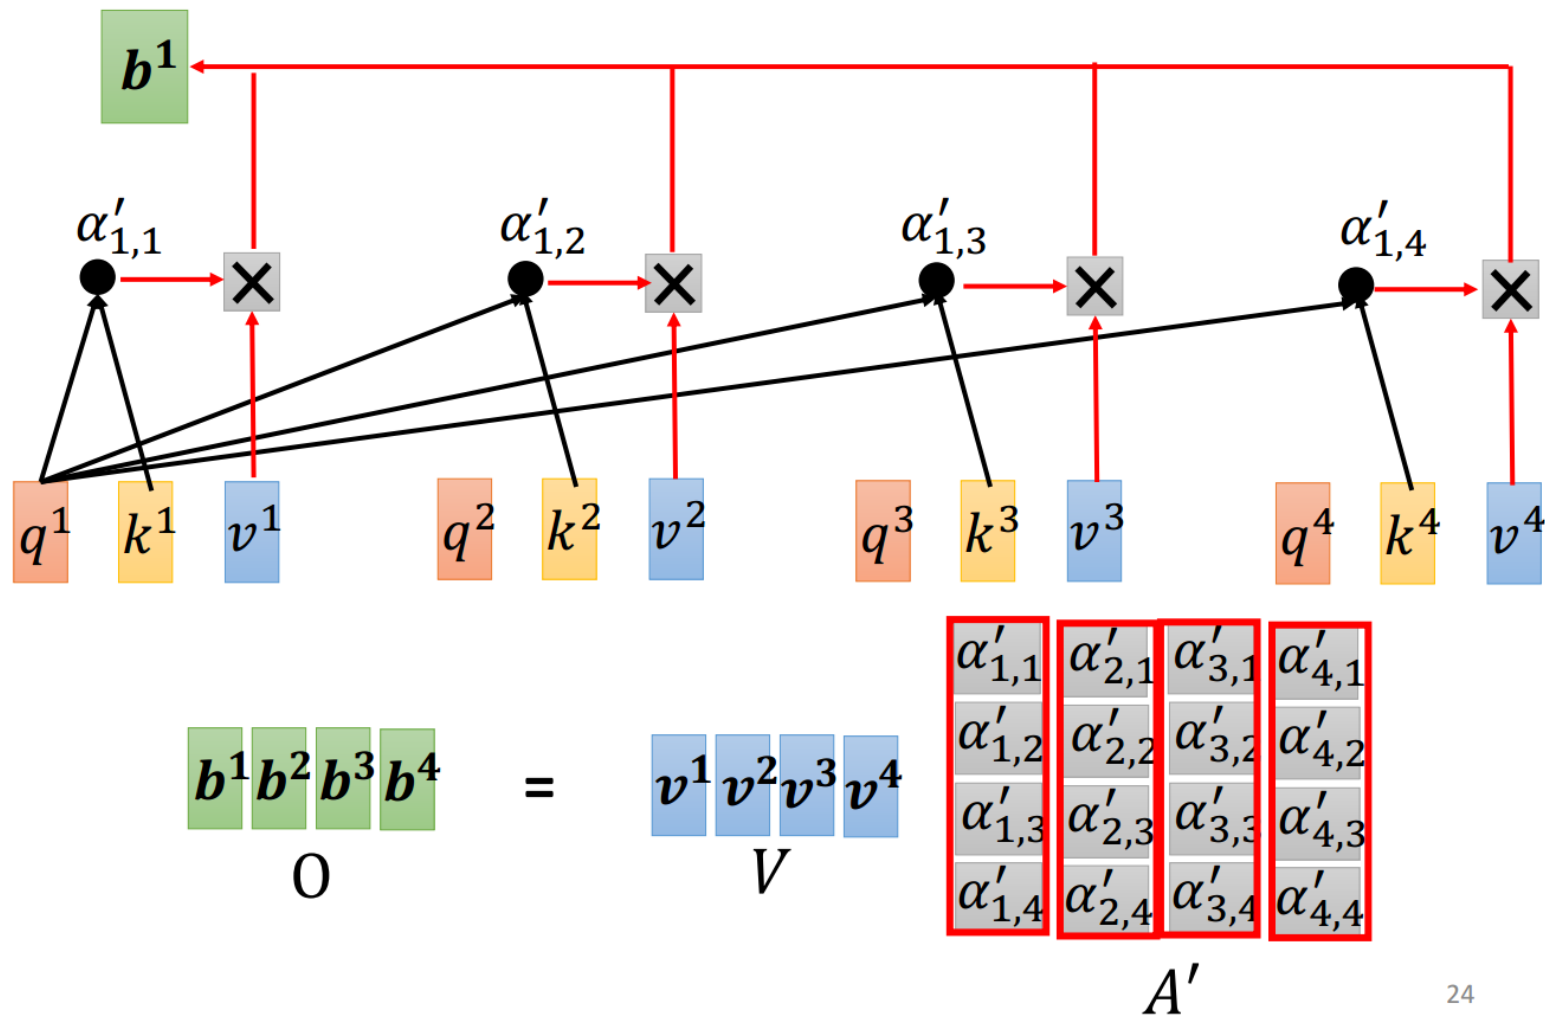 b¹
α′1,1 α′1,2 α′1,3 α′1,4
q¹ k¹ v¹ q² k² v² q³ k³ v³ q⁴ k⁴ v⁴
α′1,1 α′2,1 α′3,1 α′4,1
α′1,2 α′2,2 α′3,2 α′4,2
b¹ b² b³ b⁴ = v¹ v² v³ v⁴
α′1,3 α′2,3 α′3,3 α′4,3
O V
α′1,4 α′2,4 α′3,4 α′4,4
A′
24